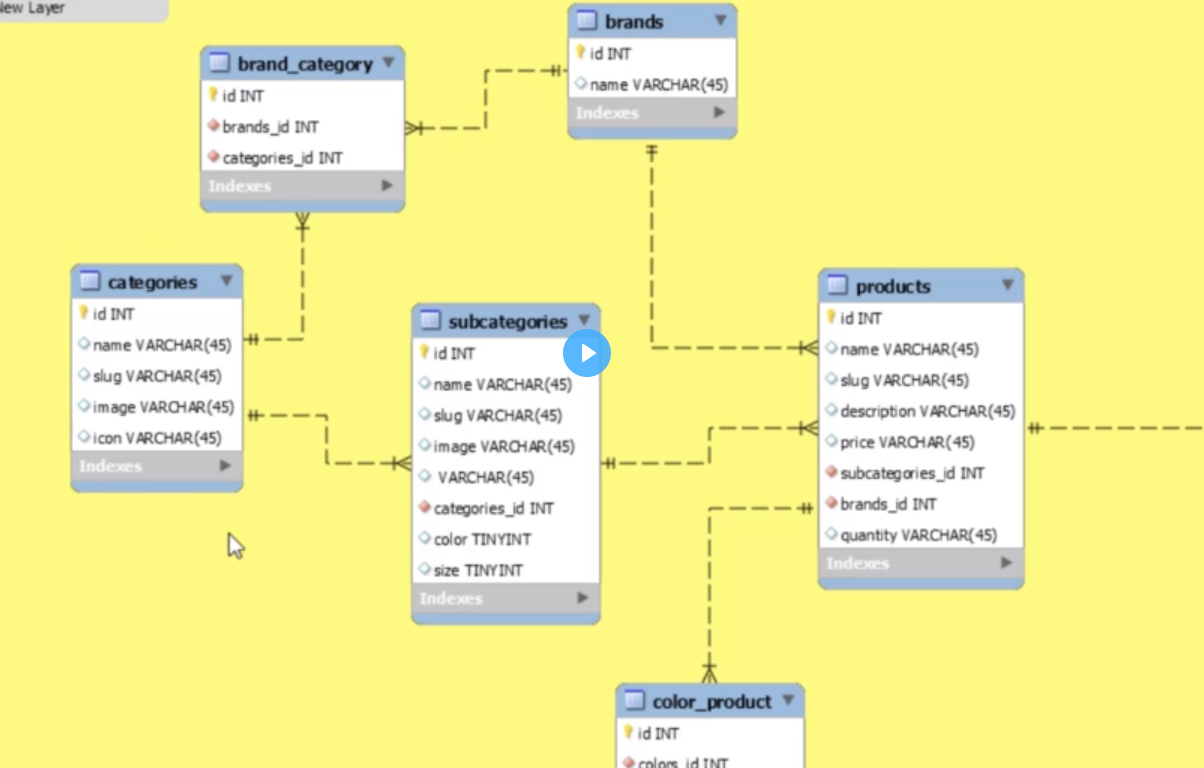 New Layer
brands
id INT
name VARCHAR(45)
Indexes
brand_category
id INT
brands_id INT
categories_id INT
Indexes
categories
id INT
name VARCHAR(45)
slug VARCHAR(45)
image VARCHAR(45)
icon VARCHAR(45)
Indexes
subcategories
id INT
name VARCHAR(45)
slug VARCHAR(45)
image VARCHAR(45)
VARCHAR(45)
categories_id INT
color TINYINT
size TINYINT
Indexes
products
id INT
name VARCHAR(45)
slug VARCHAR(45)
description VARCHAR(45)
price VARCHAR(45)
subcategories_id INT
brands_id INT
quantity VARCHAR(45)
Indexes
color_product
id INT
colors_id INT